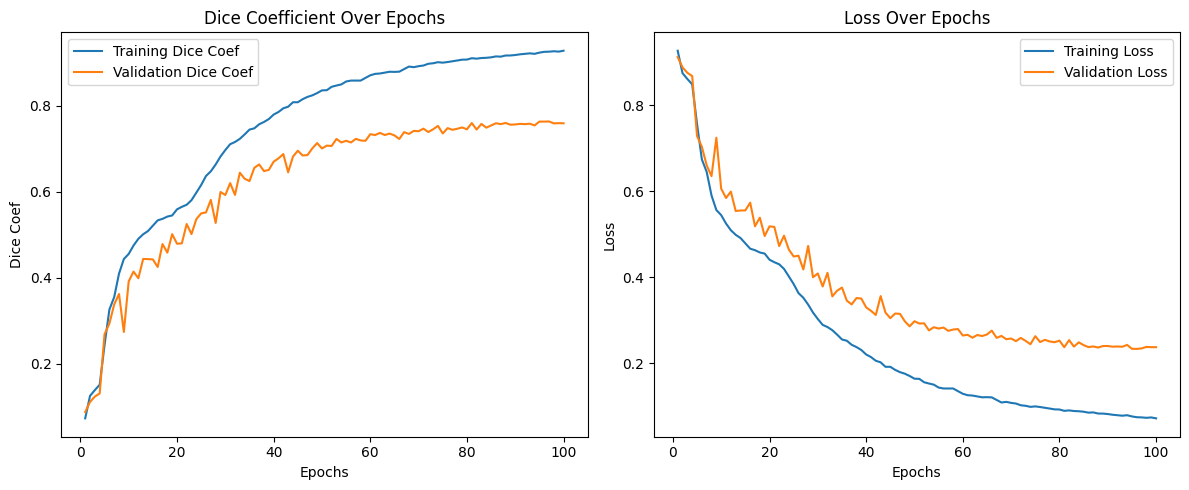 Dice Coefficient Over Epochs
Training Dice Coef
Validation Dice Coef
Dice Coef
0.8
0.6
0.4
0.2
0 20 40 60 80 100
Epochs
Loss Over Epochs
Training Loss
Validation Loss
Loss
0.8
0.6
0.4
0.2
0 20 40 60 80 100
Epochs